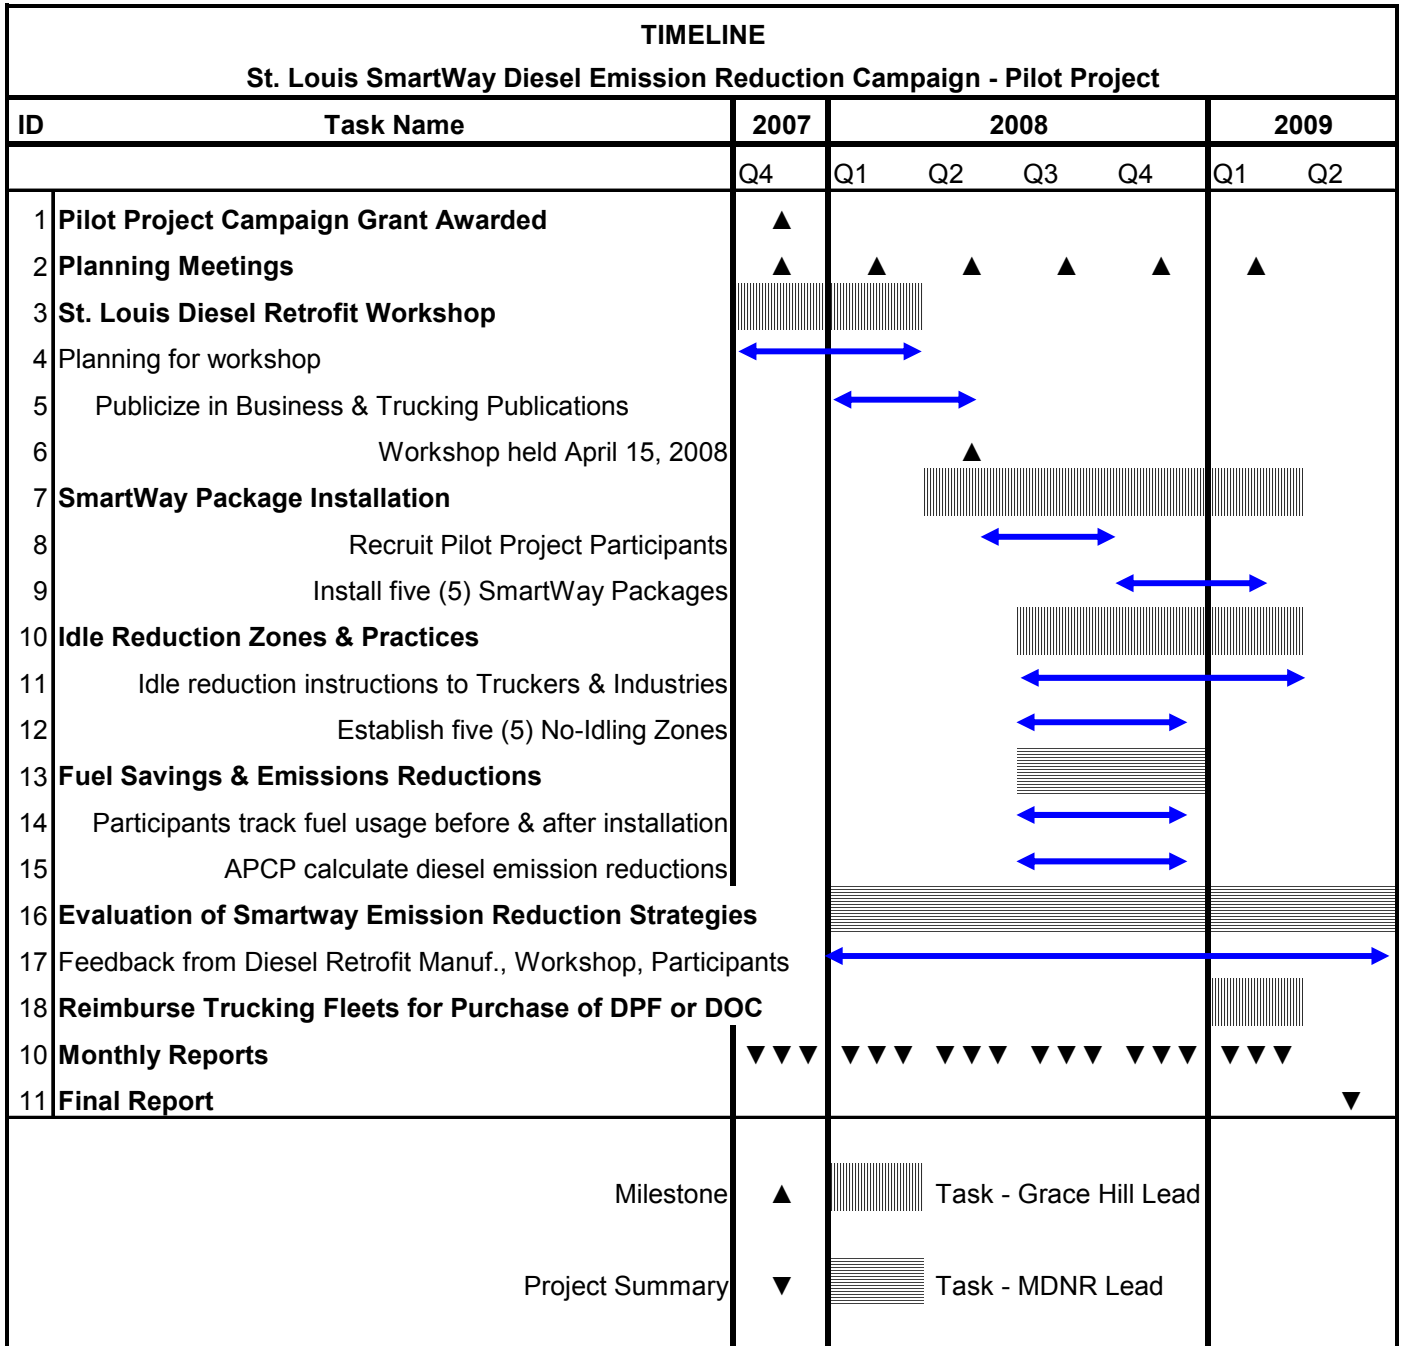 TIMELINE
St. Louis SmartWay Diesel Emission Reduction Campaign - Pilot Project
ID Task Name 2007 2008 2009
Q4 Q1 Q2 Q3 Q4 Q1 Q2
1 Pilot Project Campaign Grant Awarded ▲
2 Planning Meetings ▲ ▲ ▲ ▲ ▲ ▲
3 St. Louis Diesel Retrofit Workshop
4 Planning for workshop
5 Publicize in Business & Trucking Publications
6 Workshop held April 15, 2008 ▲
7 SmartWay Package Installation
8 Recruit Pilot Project Participants
9 Install five (5) SmartWay Packages
10 Idle Reduction Zones & Practices
11 Idle reduction instructions to Truckers & Industries
12 Establish five (5) No-Idling Zones
13 Fuel Savings & Emissions Reductions
14 Participants track fuel usage before & after installation
15 APCP calculate diesel emission reductions
16 Evaluation of Smartway Emission Reduction Strategies
17 Feedback from Diesel Retrofit Manuf., Workshop, Participants
18 Reimburse Trucking Fleets for Purchase of DPF or DOC
10 Monthly Reports ▼ ▼ ▼ ▼ ▼ ▼ ▼ ▼ ▼ ▼ ▼ ▼ ▼ ▼ ▼ ▼ ▼ ▼
11 Final Report ▼
Milestone ▲ Task - Grace Hill Lead
Project Summary ▼ Task - MDNR Lead